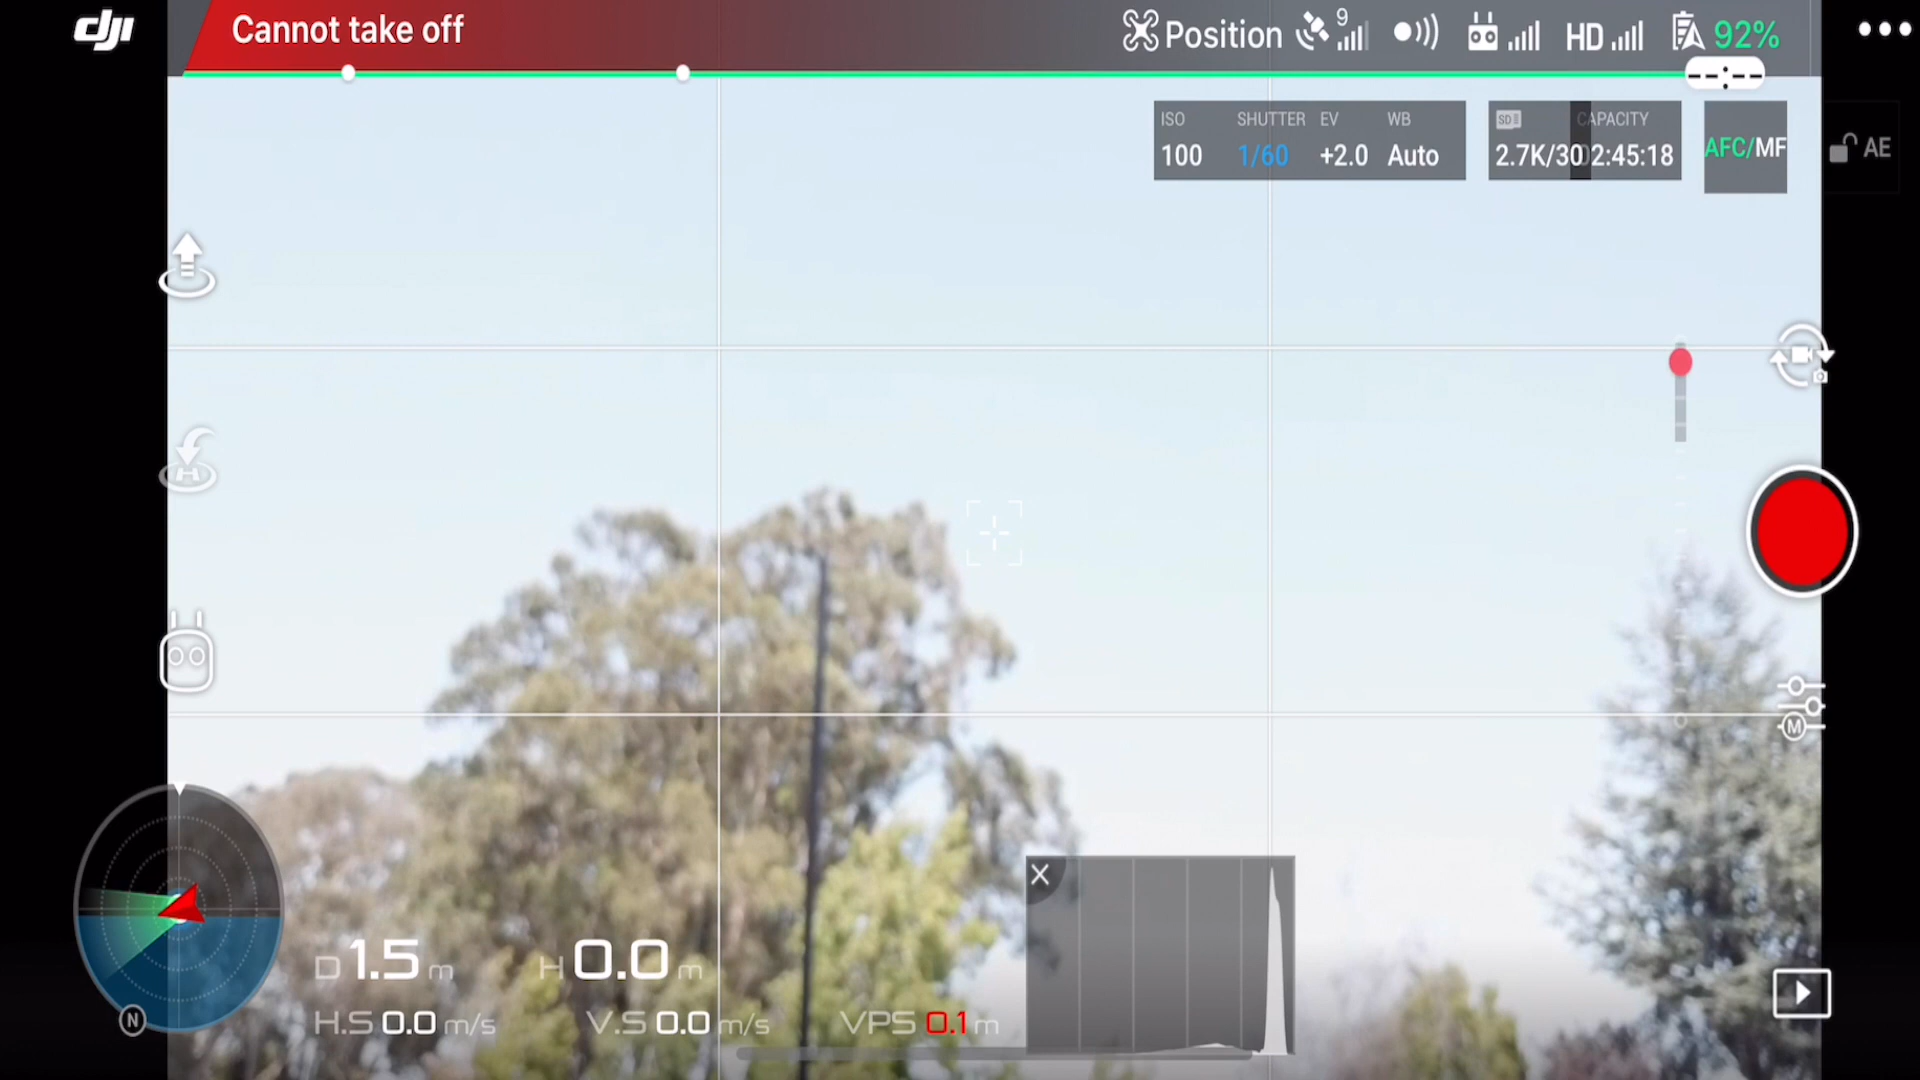 dji
Cannot take off
Position
9
HD
92%
--:--
ISO SHUTTER EV WB
100 1/60 +2.0 Auto
SD CAPACITY
2.7K/30 2:45:18
AFC/MF
AE
H
M
D 1.5 m
H 0.0 m
N
H.S 0.0 m/s
V.S 0.0 m/s
VPS 0.1 m